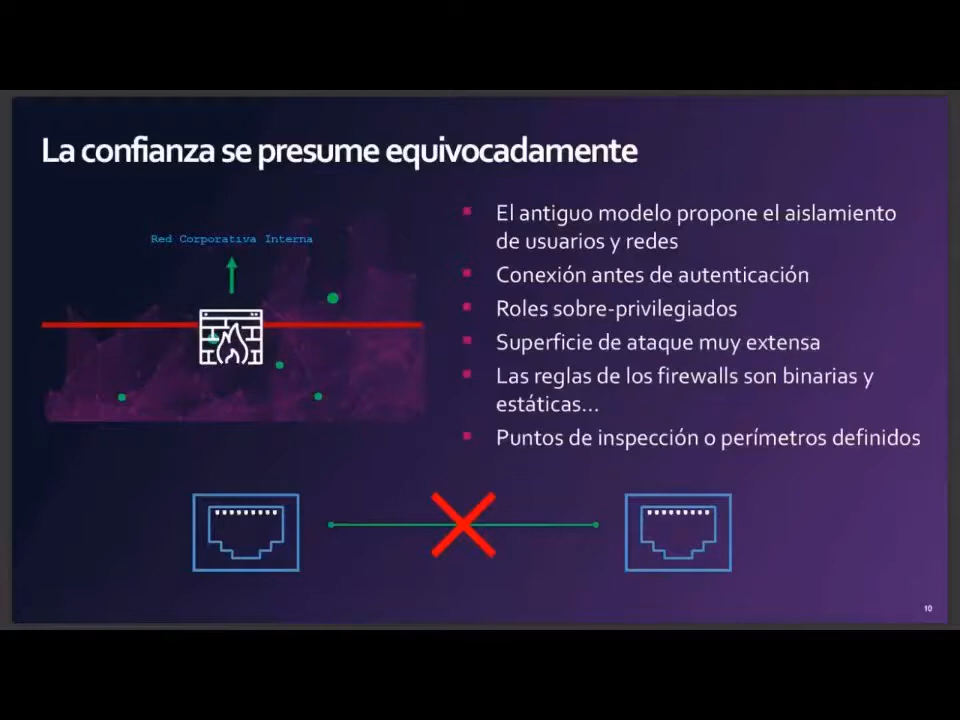 La confianza se presume equivocadamente
Red Corporativa Interna
El antiguo modelo propone el aislamiento
de usuarios y redes
Conexión antes de autenticación
Roles sobre-privilegiados
Superficie de ataque muy extensa
Las reglas de los firewalls son binarias y
estáticas...
Puntos de inspección o perímetros definidos
10